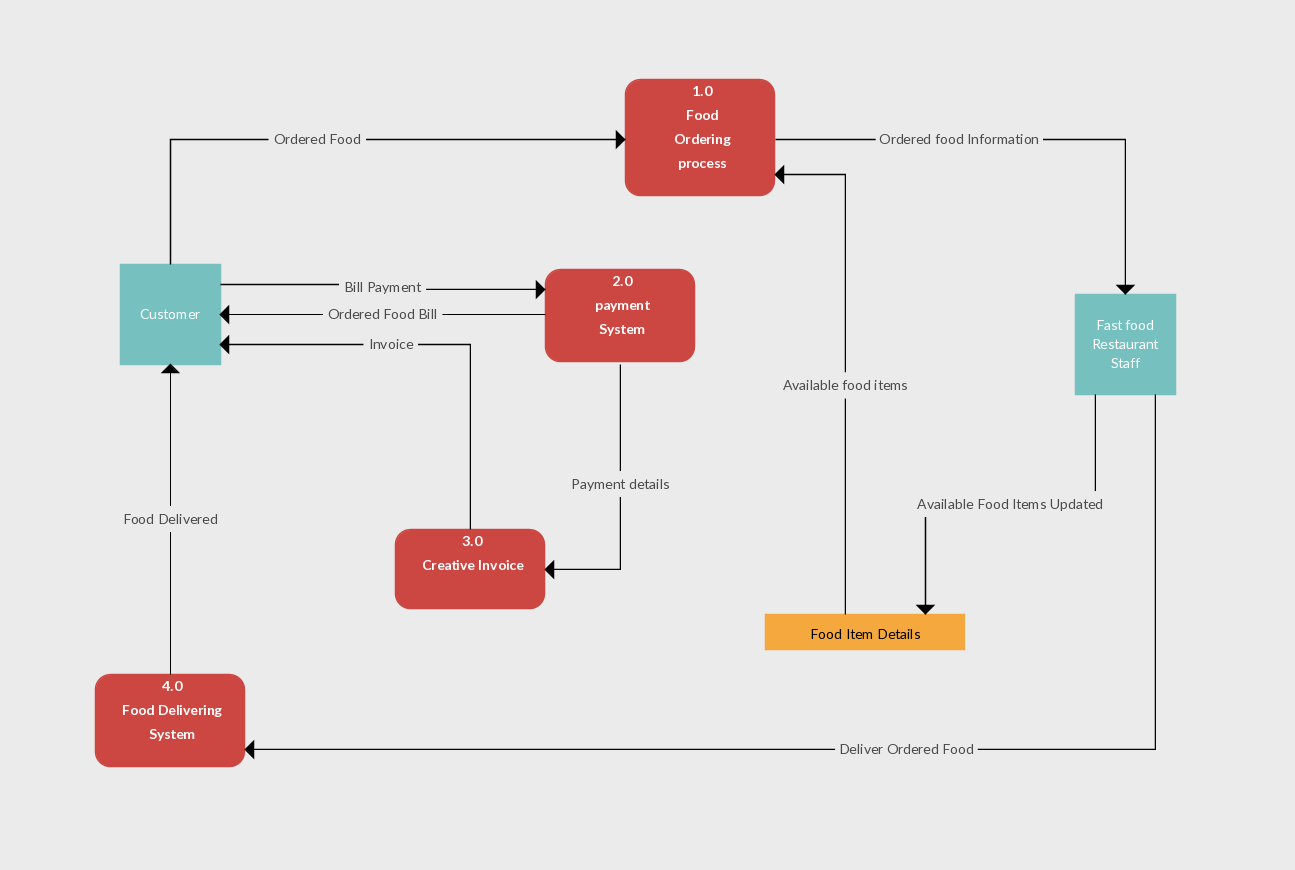 1.0
Food
Ordering
process
Ordered Food
Ordered food Information
2.0
payment
System
Bill Payment
Customer
Ordered Food Bill
Invoice
Fast food
Restaurant
Staff
Available food items
Payment details
Available Food Items Updated
Food Delivered
3.0
Creative Invoice
Food Item Details
4.0
Food Delivering
System
Deliver Ordered Food